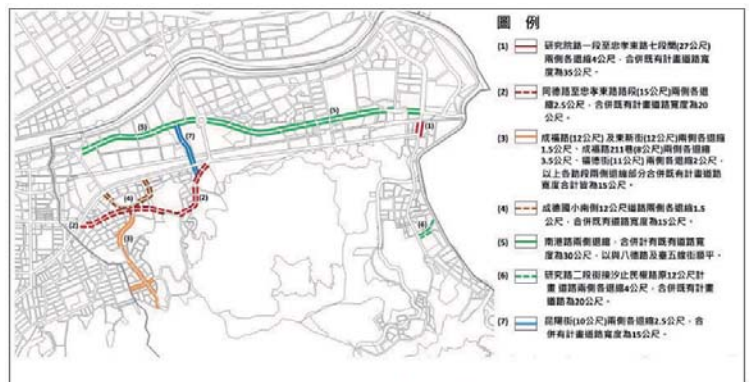 圖 例
(1) 研究院路一段至忠孝東路七段間(27公尺)
兩側各退縮4公尺,合併既有計畫道路寬
度為35公尺。
(2) 同德路至忠孝東路路段(15公尺)兩側各退
縮2.5公尺,合併既有計畫道路寬度為20
公尺。
(3) 成福路(12公尺)及東新街(12公尺)兩側各退縮
1.5公尺、成福路211巷(8公尺)兩側各退縮
3.5公尺、福德街(11公尺)兩側各退縮2公尺,
以上各路段兩側退縮部分合併既有計畫道路
寬度合計皆為15公尺。
(4) 成德國小南側12公尺道路兩側各退縮1.5
公尺,合併既有道路寬度為15公尺。
(5) 南港路兩側退縮,合併計有既有道路寬
度為30公尺,以與八德路及臺五線街順平。
(6) 研究路二段銜接汐止民權路原12公尺計
畫 道路兩側各退縮4公尺,合併既有計畫
道路為20公尺。
(7) 昆陽街(10公尺)兩側各退縮2.5公尺,合
併有計畫道路寬度為15公尺。
(5)
(5)
(1)
(7)
(4)
(2)
(2)
(3)
(6)